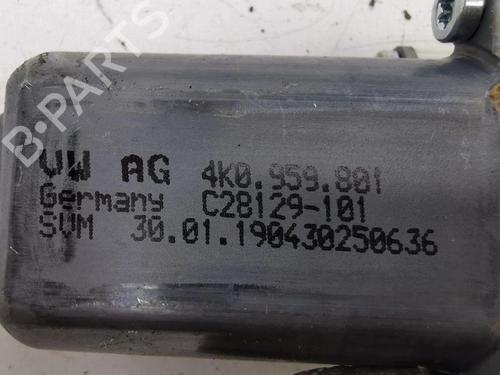 B-PARTS
VW AG 4K0.959.801
Germany C28129-101
SVM 30.01.190430250636